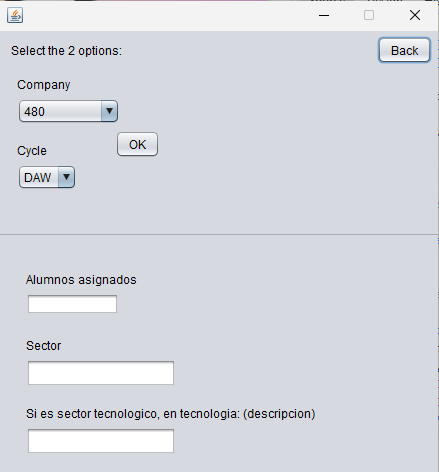 Select the 2 options:
Back
Company
480
OK
Cycle
DAW
Alumnos asignados
Sector
Si es sector tecnologico, en tecnologia: (descripcion)